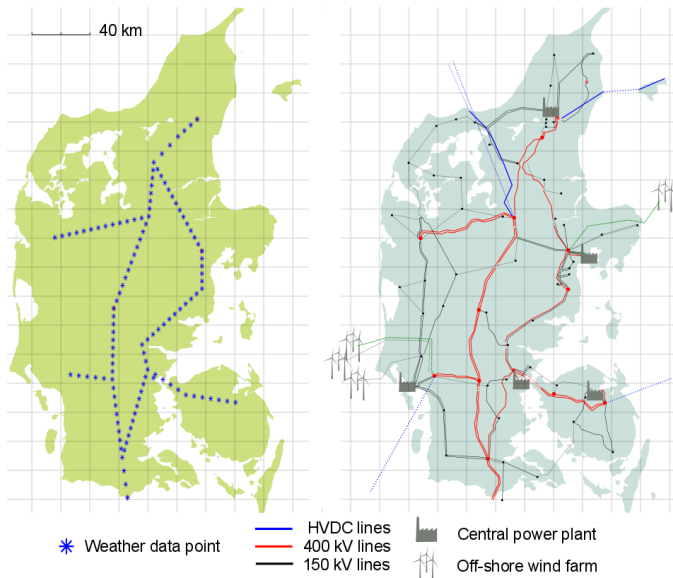 40 km
Weather data point
HVDC lines
400 kV lines
150 kV lines
Central power plant
Off-shore wind farm